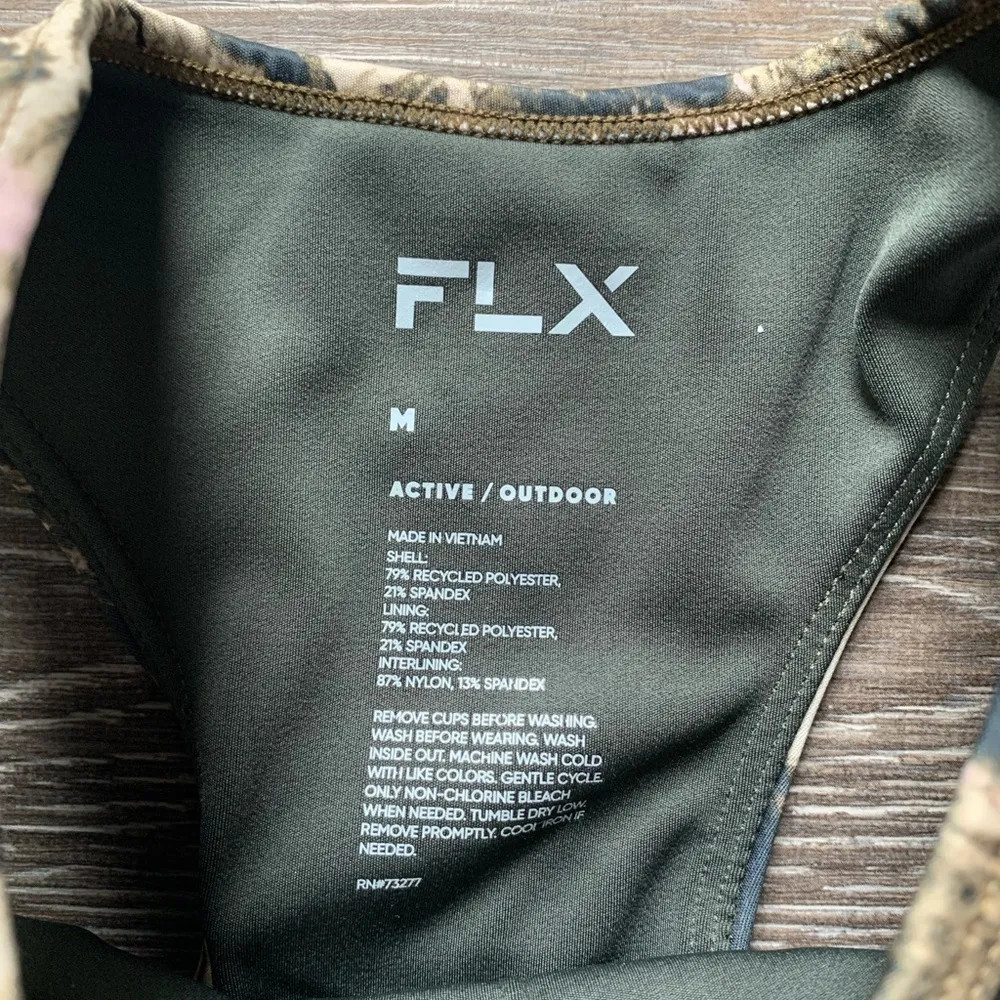 FLX
M
ACTIVE / OUTDOOR
MADE IN VIETNAM
SHELL:
79% RECYCLED POLYESTER,
21% SPANDEX
LINING:
79% RECYCLED POLYESTER,
21% SPANDEX
INTERLINING:
87% NYLON, 13% SPANDEX
REMOVE CUPS BEFORE WASHING.
WASH BEFORE WEARING. WASH
INSIDE OUT. MACHINE WASH COLD
WITH LIKE COLORS. GENTLE CYCLE.
ONLY NON-CHLORINE BLEACH
WHEN NEEDED. TUMBLE DRY LOW.
REMOVE PROMPTLY. COOL IRON IF
NEEDED.
RN#73277